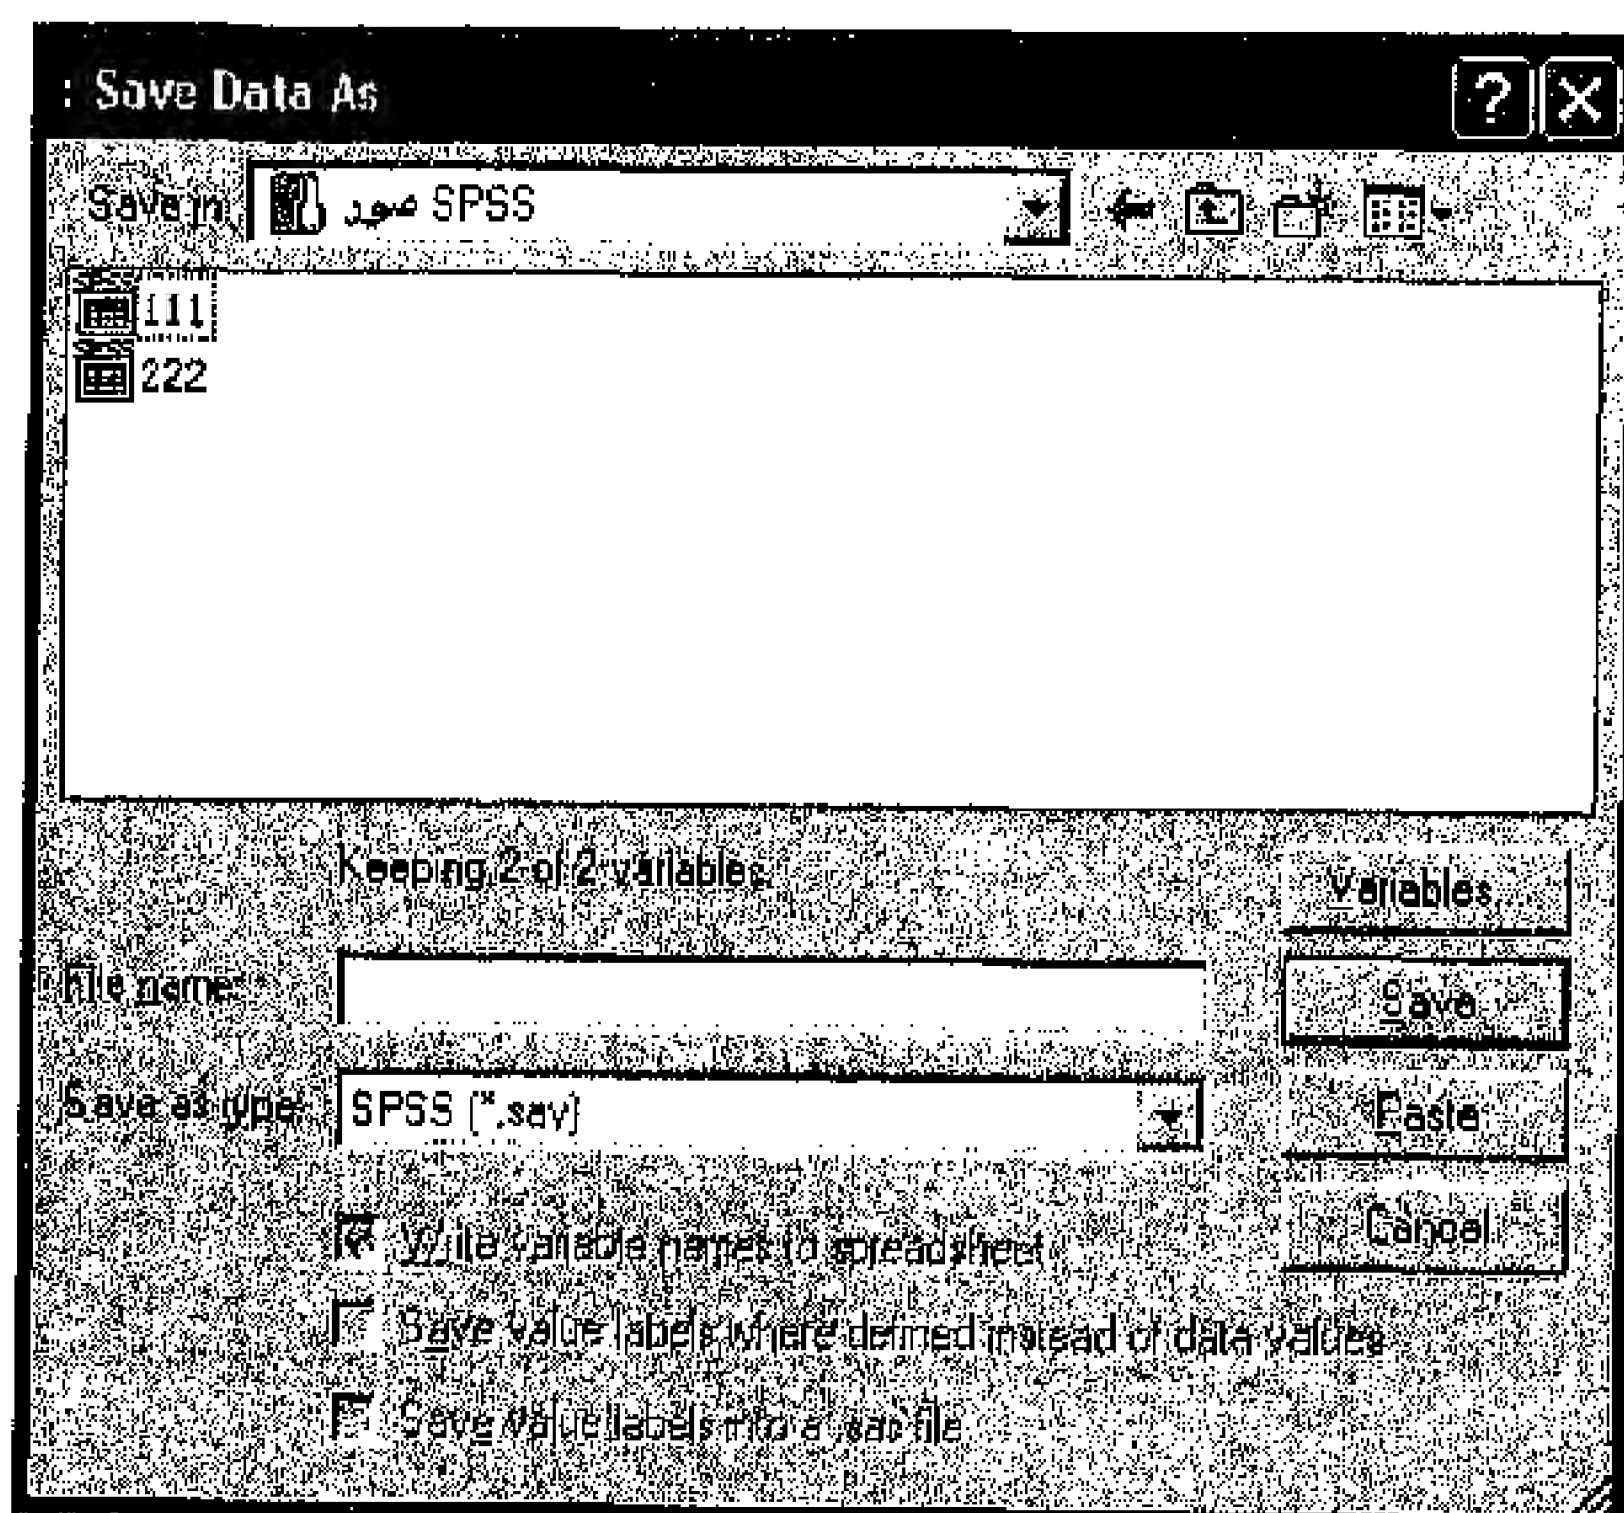 : Save Data As
Save in: صور SPSS
111
222
Keeping 2 of 2 variables.
Variables...
File name:
Save
Save as type: SPSS (*.sav)
Paste
Write variable names to spreadsheet
Cancel
Save value labels where defined instead of data values
Save value labels into a .sas file